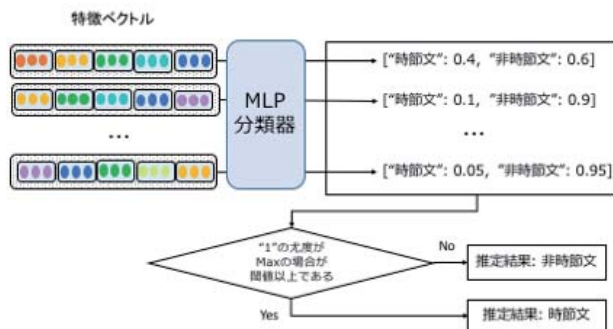 特徴ベクトル
MLP
分類器
["時節文": 0.4, "非時節文": 0.6]
["時節文": 0.1, "非時節文": 0.9]
...
...
["時節文": 0.05, "非時節文": 0.95]
"1"の尤度が
Maxの場合が
閾値以上である
No
推定結果: 非時節文
Yes
推定結果: 時節文